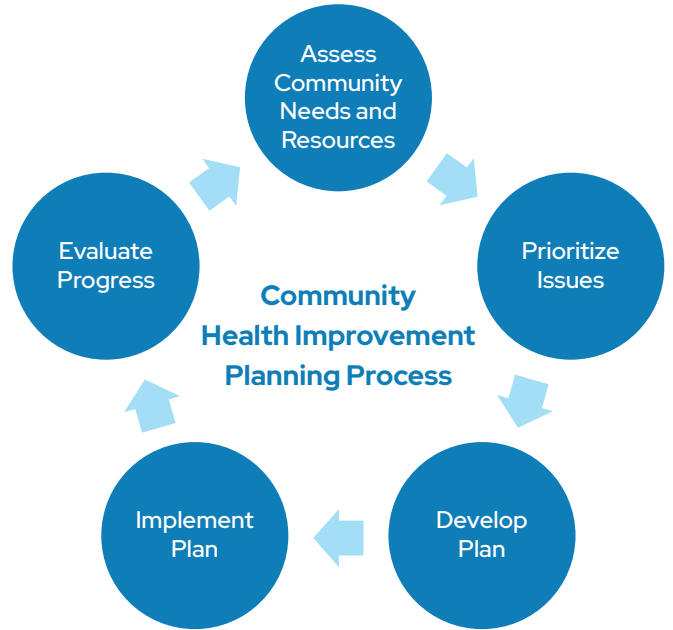 Assess
Community
Needs and
Resources
Prioritize
Issues
Develop
Plan
Implement
Plan
Evaluate
Progress
Community
Health Improvement
Planning Process